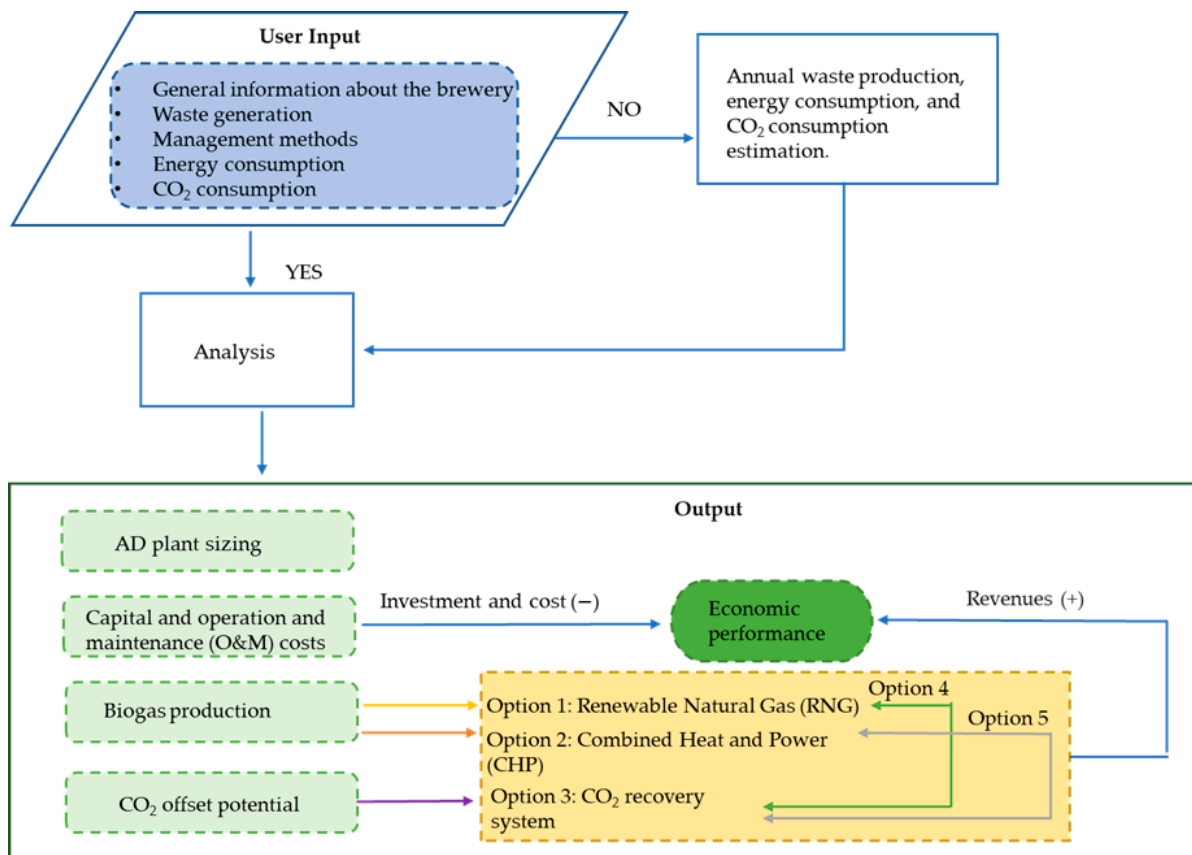 User Input
• General information about the brewery
• Waste generation
• Management methods
• Energy consumption
• CO₂ consumption
NO
Annual waste production,
energy consumption, and
CO₂ consumption
estimation.
YES
Analysis
Output
AD plant sizing
Capital and operation and
maintenance (O&M) costs
Investment and cost (−)
Economic
performance
Revenues (+)
Biogas production
Option 1: Renewable Natural Gas (RNG)
Option 2: Combined Heat and Power
(CHP)
Option 4
Option 5
CO₂ offset potential
Option 3: CO₂ recovery
system